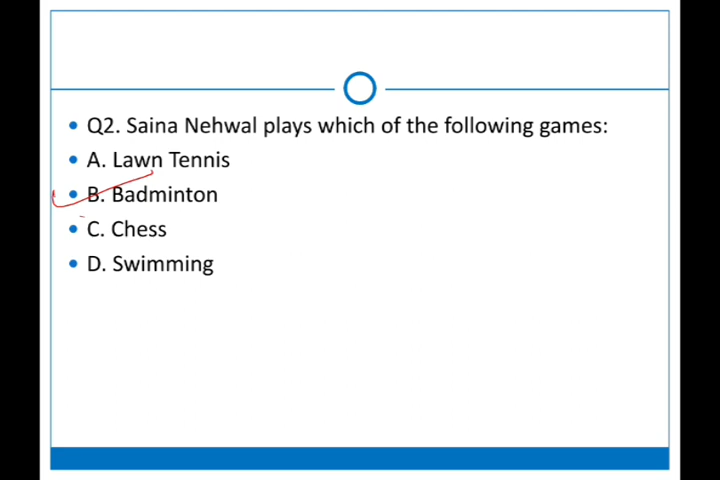 Q2. Saina Nehwal plays which of the following games:
A. Lawn Tennis
B. Badminton
C. Chess
D. Swimming